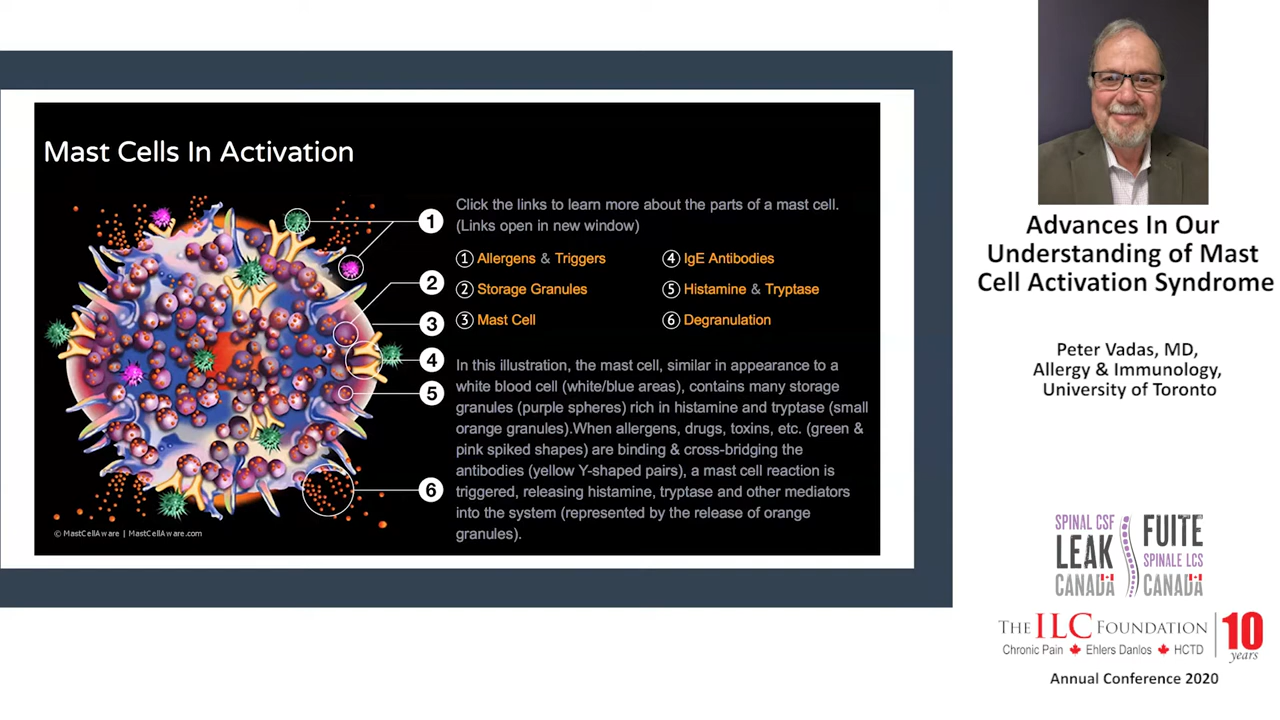 Mast Cells In Activation
Click the links to learn more about the parts of a mast cell.
(Links open in new window)
1 Allergens & Triggers
2 Storage Granules
3 Mast Cell
4 IgE Antibodies
5 Histamine & Tryptase
6 Degranulation
1
2
3
4
5
6
In this illustration, the mast cell, similar in appearance to a
white blood cell (white/blue areas), contains many storage
granules (purple spheres) rich in histamine and tryptase (small
orange granules).When allergens, drugs, toxins, etc. (green &
pink spiked shapes) are binding & cross-bridging the
antibodies (yellow Y-shaped pairs), a mast cell reaction is
triggered, releasing histamine, tryptase and other mediators
into the system (represented by the release of orange
granules).
© MastCellAware | MastCellAware.com
Advances In Our
Understanding of Mast
Cell Activation Syndrome
Peter Vadas, MD,
Allergy & Immunology,
University of Toronto
SPINAL CSF
LEAK
CANADA
FUITE
SPINALE LCS
CANADA
THE ILC FOUNDATION
Chronic Pain Ehlers Danlos HCTD
10
years
Annual Conference 2020